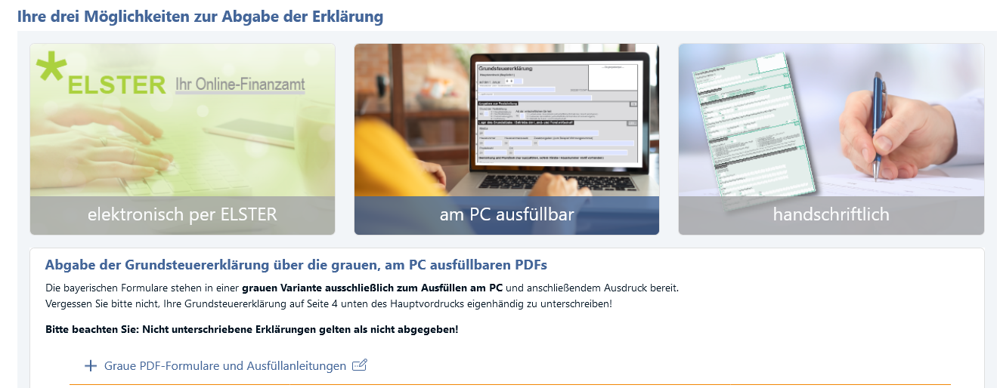 Ihre drei Möglichkeiten zur Abgabe der Erklärung
ELSTER Ihr Online-Finanzamt
Grundsteuererklärung
elektronisch per ELSTER
am PC ausfüllbar
handschriftlich
Abgabe der Grundsteuererklärung über die grauen, am PC ausfüllbaren PDFs
Die bayerischen Formulare stehen in einer grauen Variante ausschließlich zum Ausfüllen am PC und anschließendem Ausdruck bereit.
Vergessen Sie bitte nicht, Ihre Grundsteuererklärung auf Seite 4 unten des Hauptvordrucks eigenhändig zu unterschreiben!
Bitte beachten Sie: Nicht unterschriebene Erklärungen gelten als nicht abgegeben!
Graue PDF-Formulare und Ausfüllanleitungen